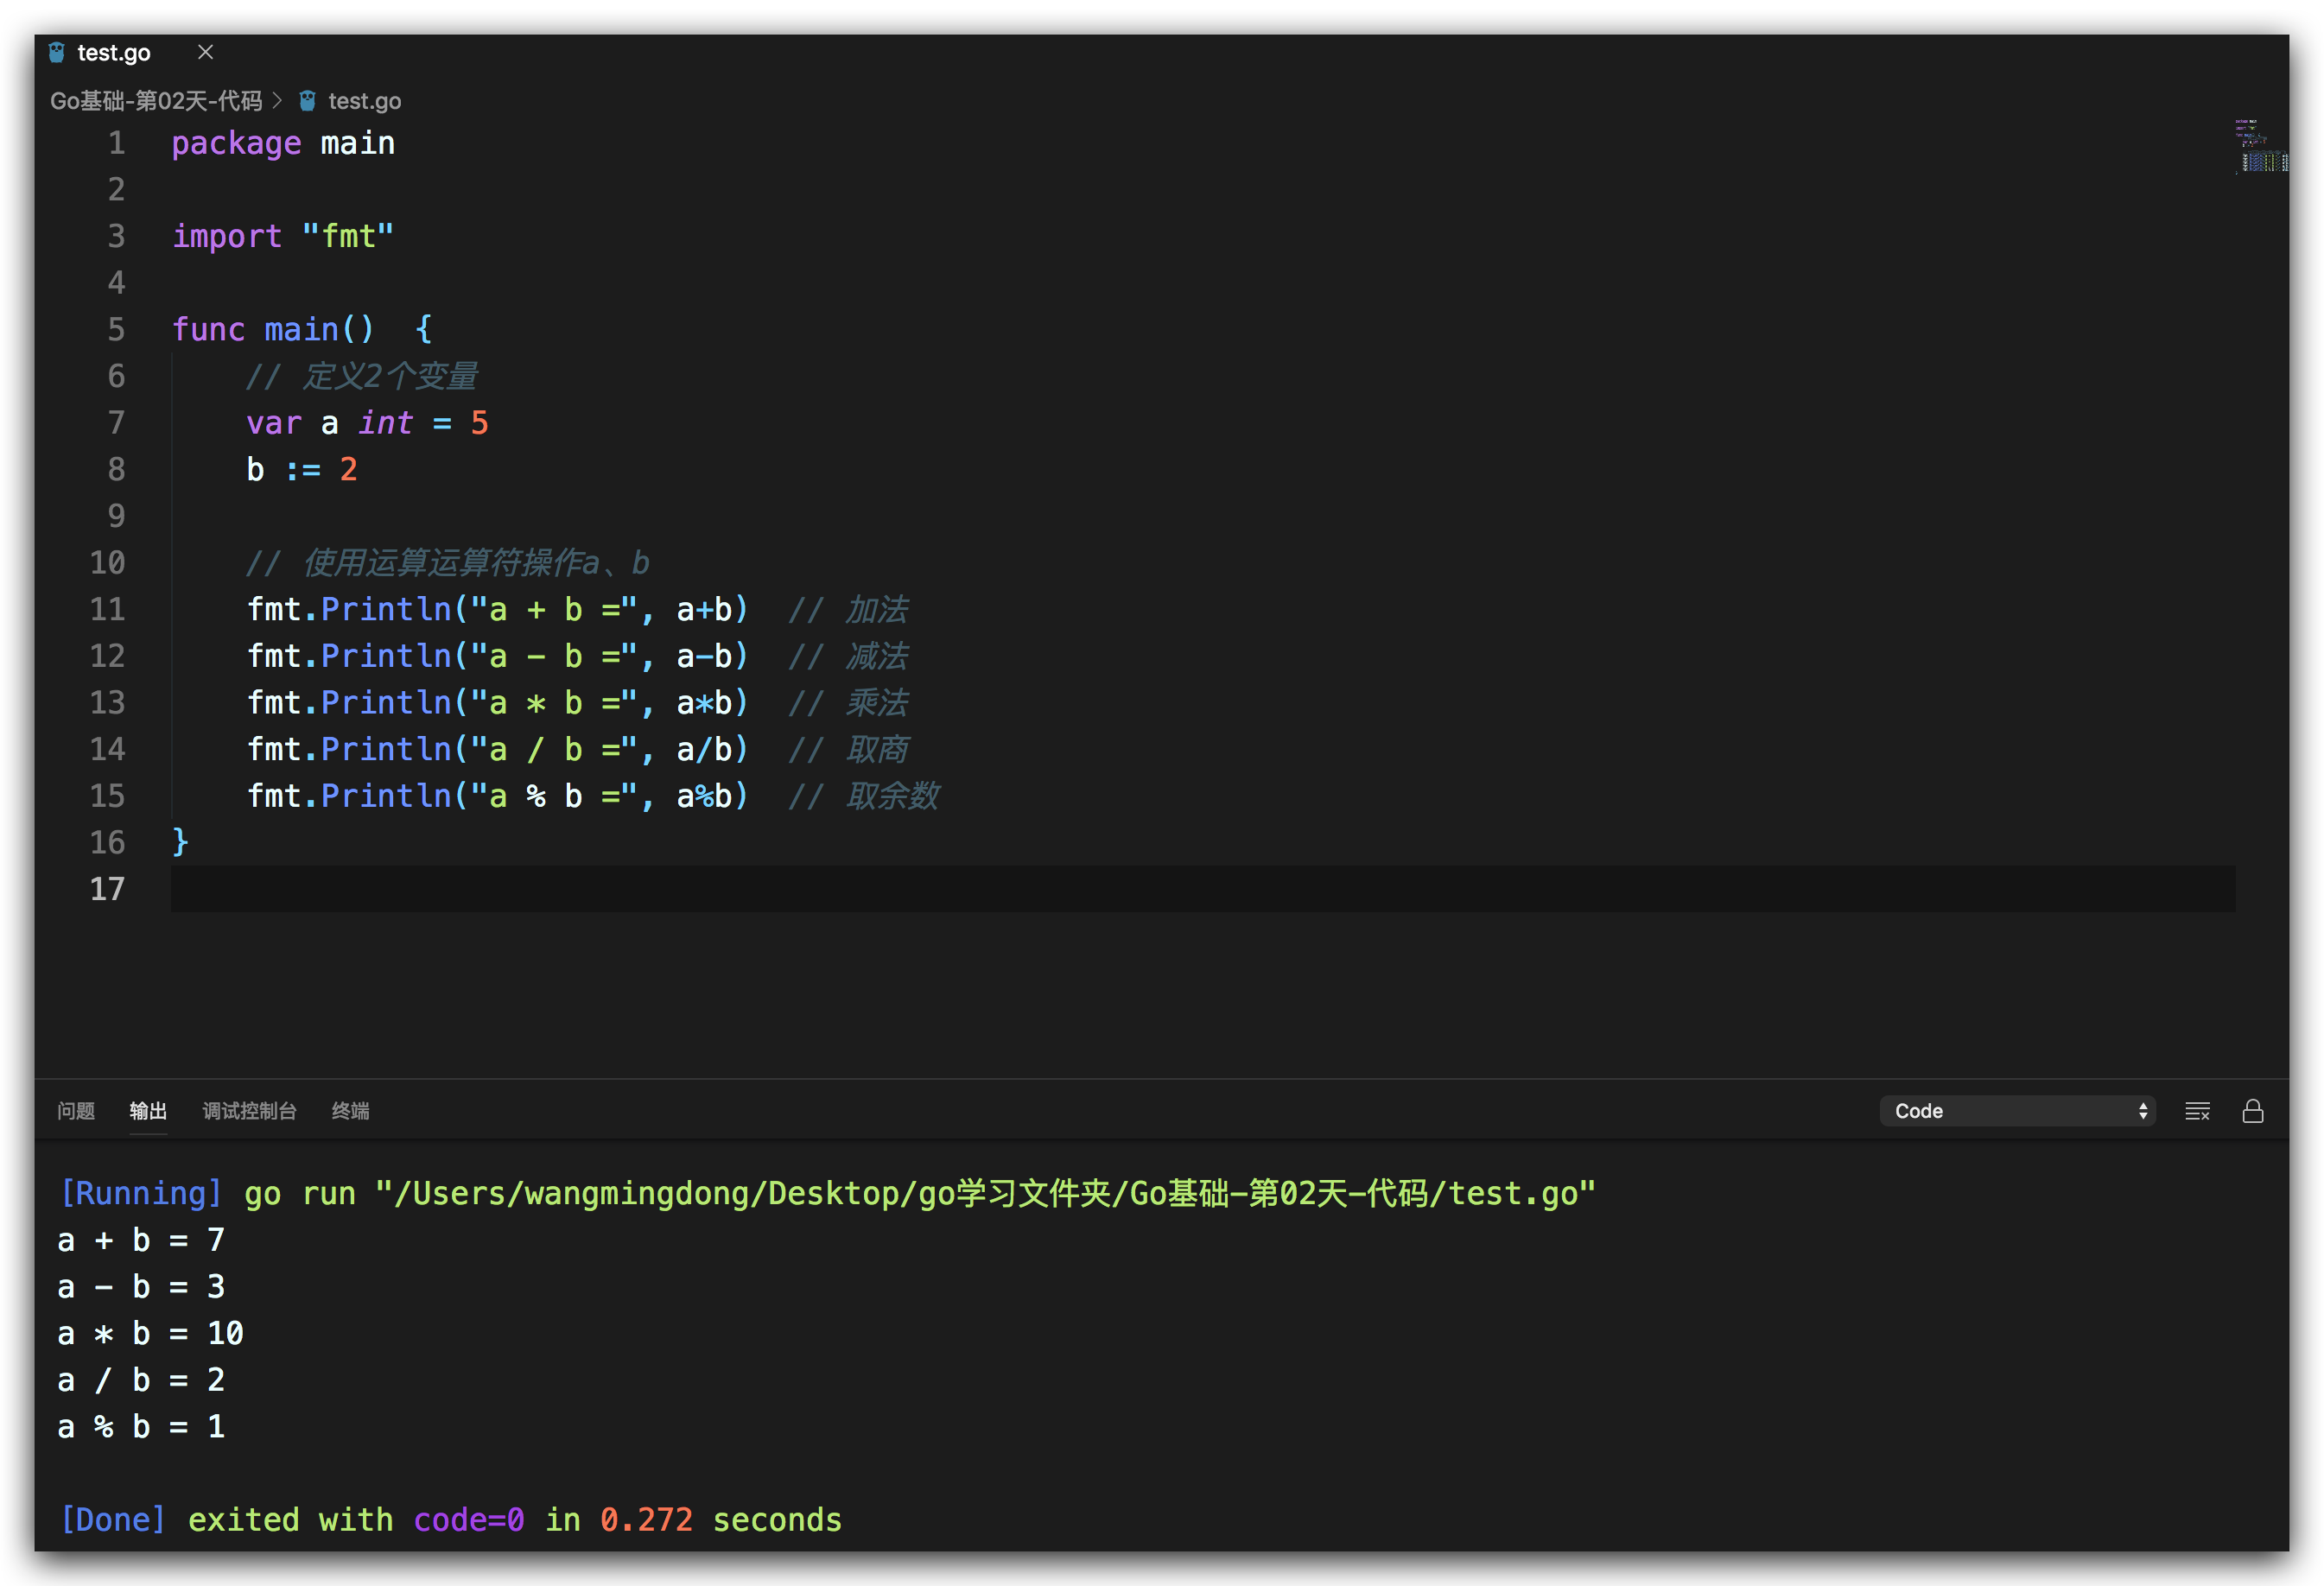 test.go
Go基础-第02天-代码 > test.go
1 package main
2
3 import "fmt"
4
5 func main()  {
6     // 定义2个变量
7     var a int = 5
8     b := 2
9
10     // 使用运算运算符操作a、b
11     fmt.Println("a + b =", a+b)  // 加法
12     fmt.Println("a - b =", a-b)  // 减法
13     fmt.Println("a * b =", a*b)  // 乘法
14     fmt.Println("a / b =", a/b)  // 取商
15     fmt.Println("a % b =", a%b)  // 取余数
16 }
17
问题 输出 调试控制台 终端 Code
[Running] go run "/Users/wangmingdong/Desktop/go学习文件夹/Go基础-第02天-代码/test.go"
a + b = 7
a - b = 3
a * b = 10
a / b = 2
a % b = 1
[Done] exited with code=0 in 0.272 seconds